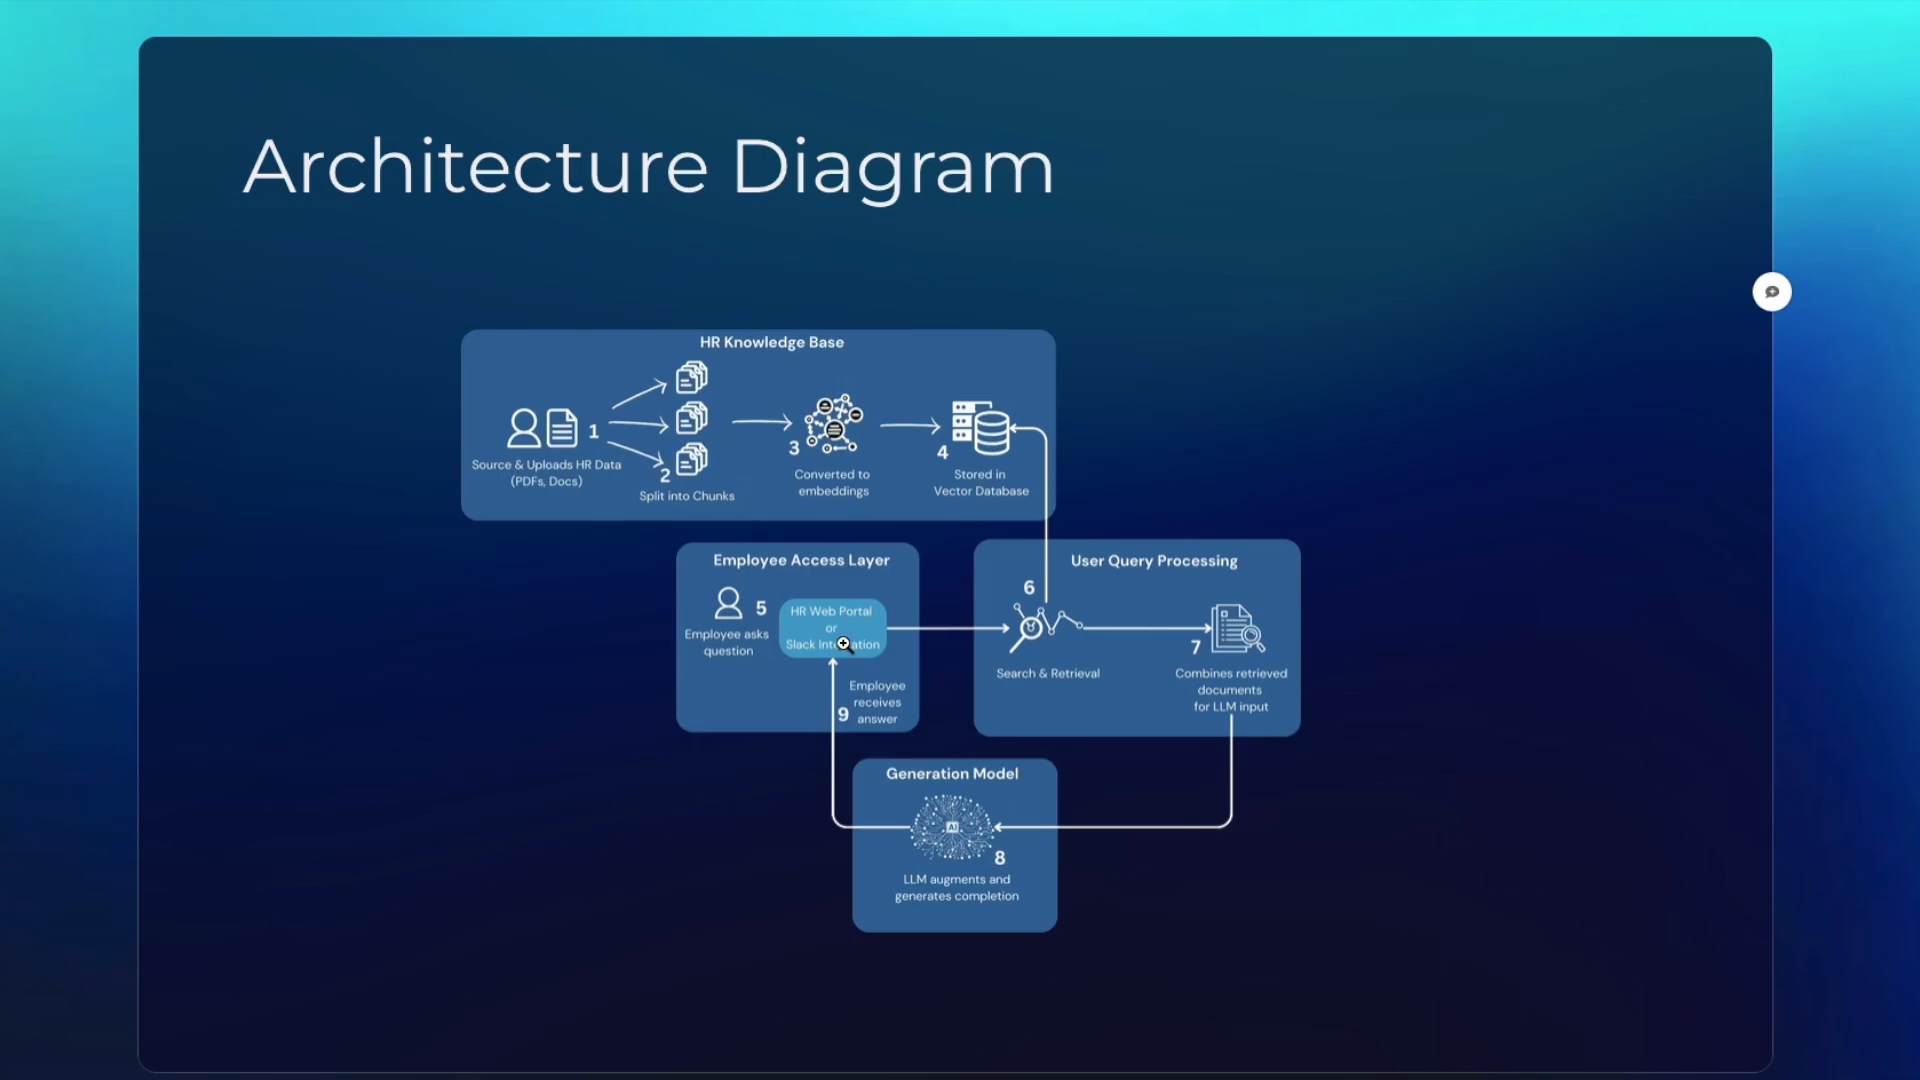 Architecture Diagram
HR Knowledge Base
1
Source & Uploads HR Data
(PDFs, Docs)
2
Split into Chunks
3
Converted to
embeddings
4
Stored in
Vector Database
Employee Access Layer
5
Employee asks
question
HR Web Portal
or
Slack
9
Employee
receives
answer
User Query Processing
6
Search & Retrieval
7
Combines retrieved
documents
for LLM input
Generation Model
AI
8
LLM augments and
generates completion